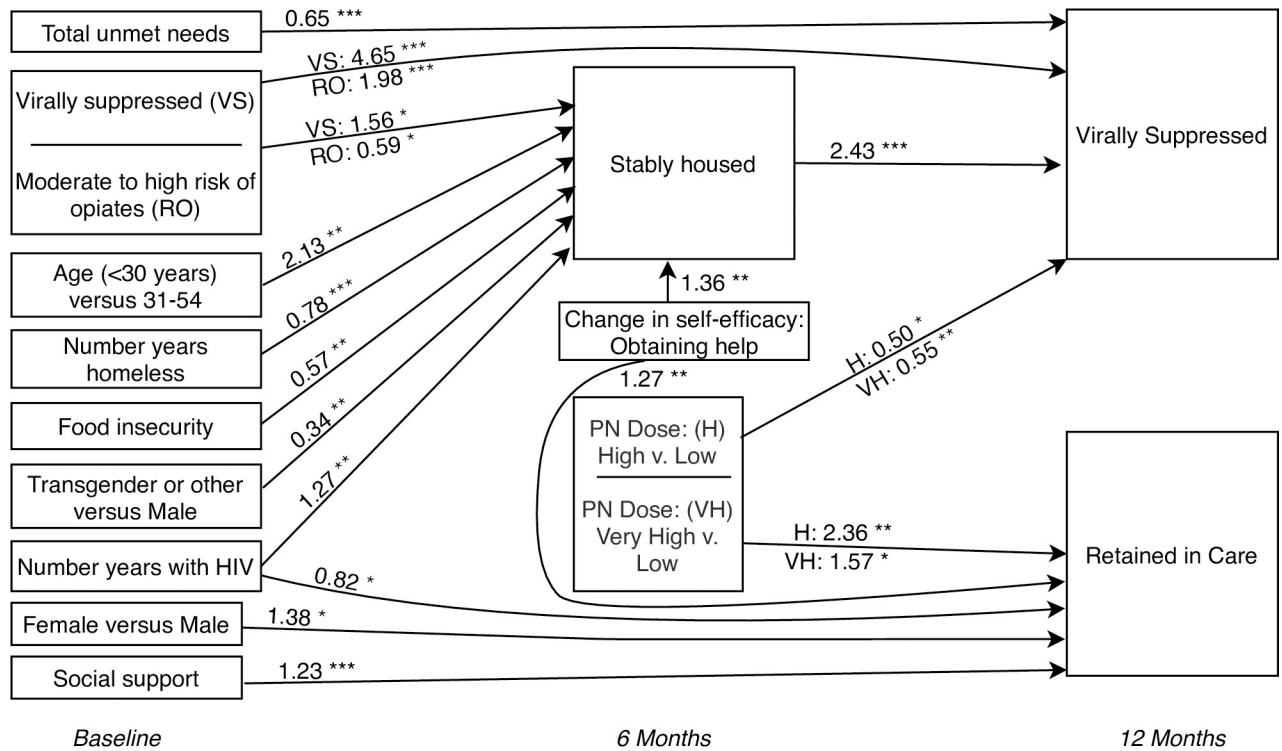 Total unmet needs
0.65 ***
Virally suppressed (VS)
Moderate to high risk of
opiates (RO)
VS: 4.65 ***
RO: 1.98 ***
VS: 1.56 *
RO: 0.59 *
Age (<30 years)
versus 31-54
2.13 **
Number years
homeless
0.78 ***
Food insecurity
0.57 **
Transgender or other
versus Male
0.34 **
Number years with HIV
1.27 **
0.82 *
Female versus Male
1.38 *
Social support
1.23 ***
Stably housed
2.43 ***
1.36 **
Change in self-efficacy:
Obtaining help
1.27 **
PN Dose: (H)
High v. Low
PN Dose: (VH)
Very High v.
Low
H: 0.50 *
VH: 0.55 **
H: 2.36 **
VH: 1.57 *
Virally Suppressed
Retained in Care
Baseline
6 Months
12 Months